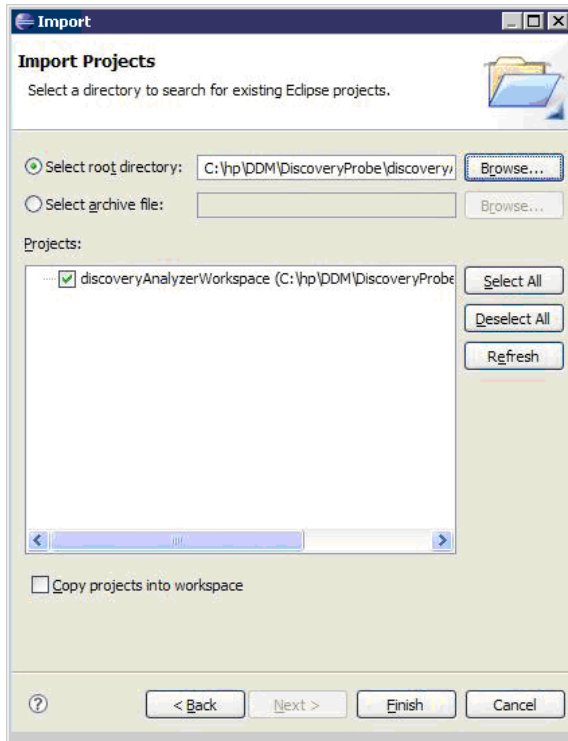 Import
Import Projects
Select a directory to search for existing Eclipse projects.
Select root directory: C:\hp\DDM\DiscoveryProbe\discovery Browse...
Select archive file: Browse...
Projects:
discoveryAnalyzerWorkspace (C:\hp\DDM\DiscoveryProbe
Select All
Deselect All
Refresh
Copy projects into workspace
? < Back Next > Finish Cancel